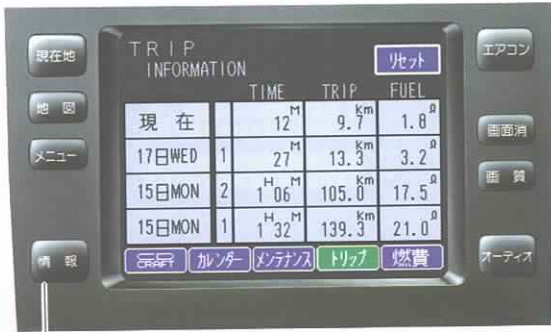 現在地
地 図
メニュー
情 報
TRIP
INFORMATION
リセット
TIME TRIP FUEL
現 在 12M 9.7Km 1.8ℓ
17日WED 1 27M 13.3Km 3.2ℓ
15日MON 2 1H06M 105.0Km 17.5ℓ
15日MON 1 1H32M 139.3Km 21.0ℓ
CRAFT カレンダー メンテナンス トリップ 燃費
エアコン
画面消
画 質
オーディオ